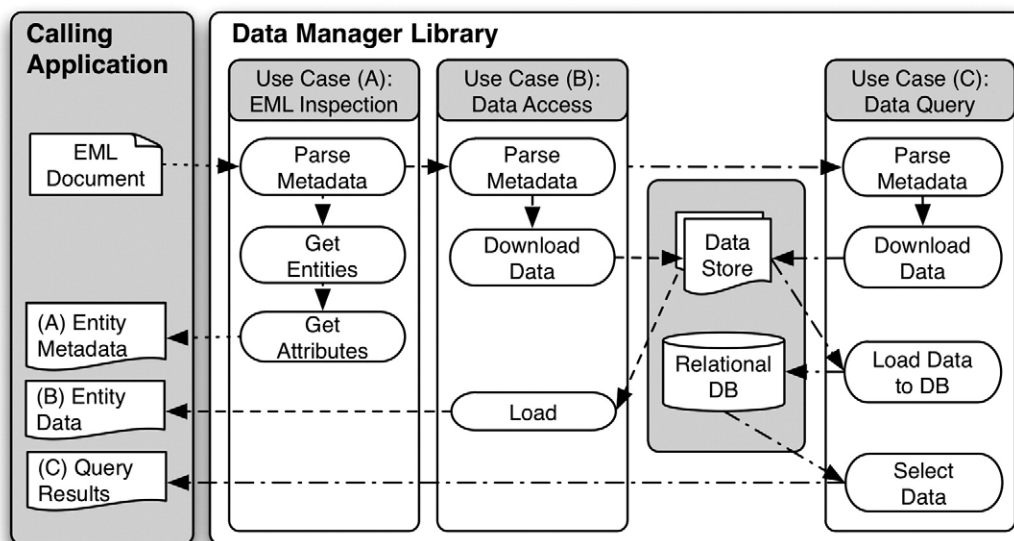 Calling
Application
Data Manager Library
Use Case (A):
EML Inspection
Use Case (B):
Data Access
Use Case (C):
Data Query
EML
Document
Parse
Metadata
Parse
Metadata
Parse
Metadata
Get
Entities
Download
Data
Data
Store
Download
Data
(A) Entity
Metadata
Get
Attributes
Relational
DB
Load Data
to DB
(B) Entity
Data
Load
(C) Query
Results
Select
Data